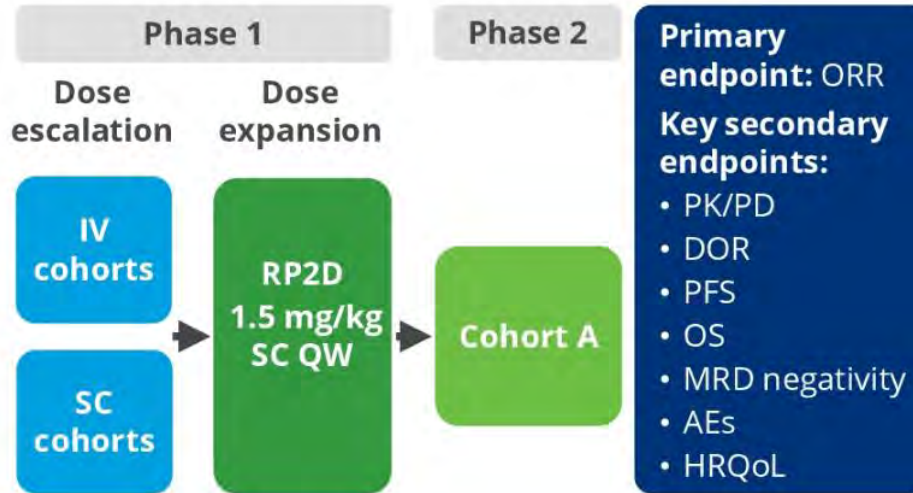 Phase 1
Phase 2
Dose
escalation
Dose
expansion
IV
cohorts
SC
cohorts
RP2D
1.5 mg/kg
SC QW
Cohort A
Primary
endpoint: ORR
Key secondary
endpoints:
• PK/PD
• DOR
• PFS
• OS
• MRD negativity
• AEs
• HRQoL